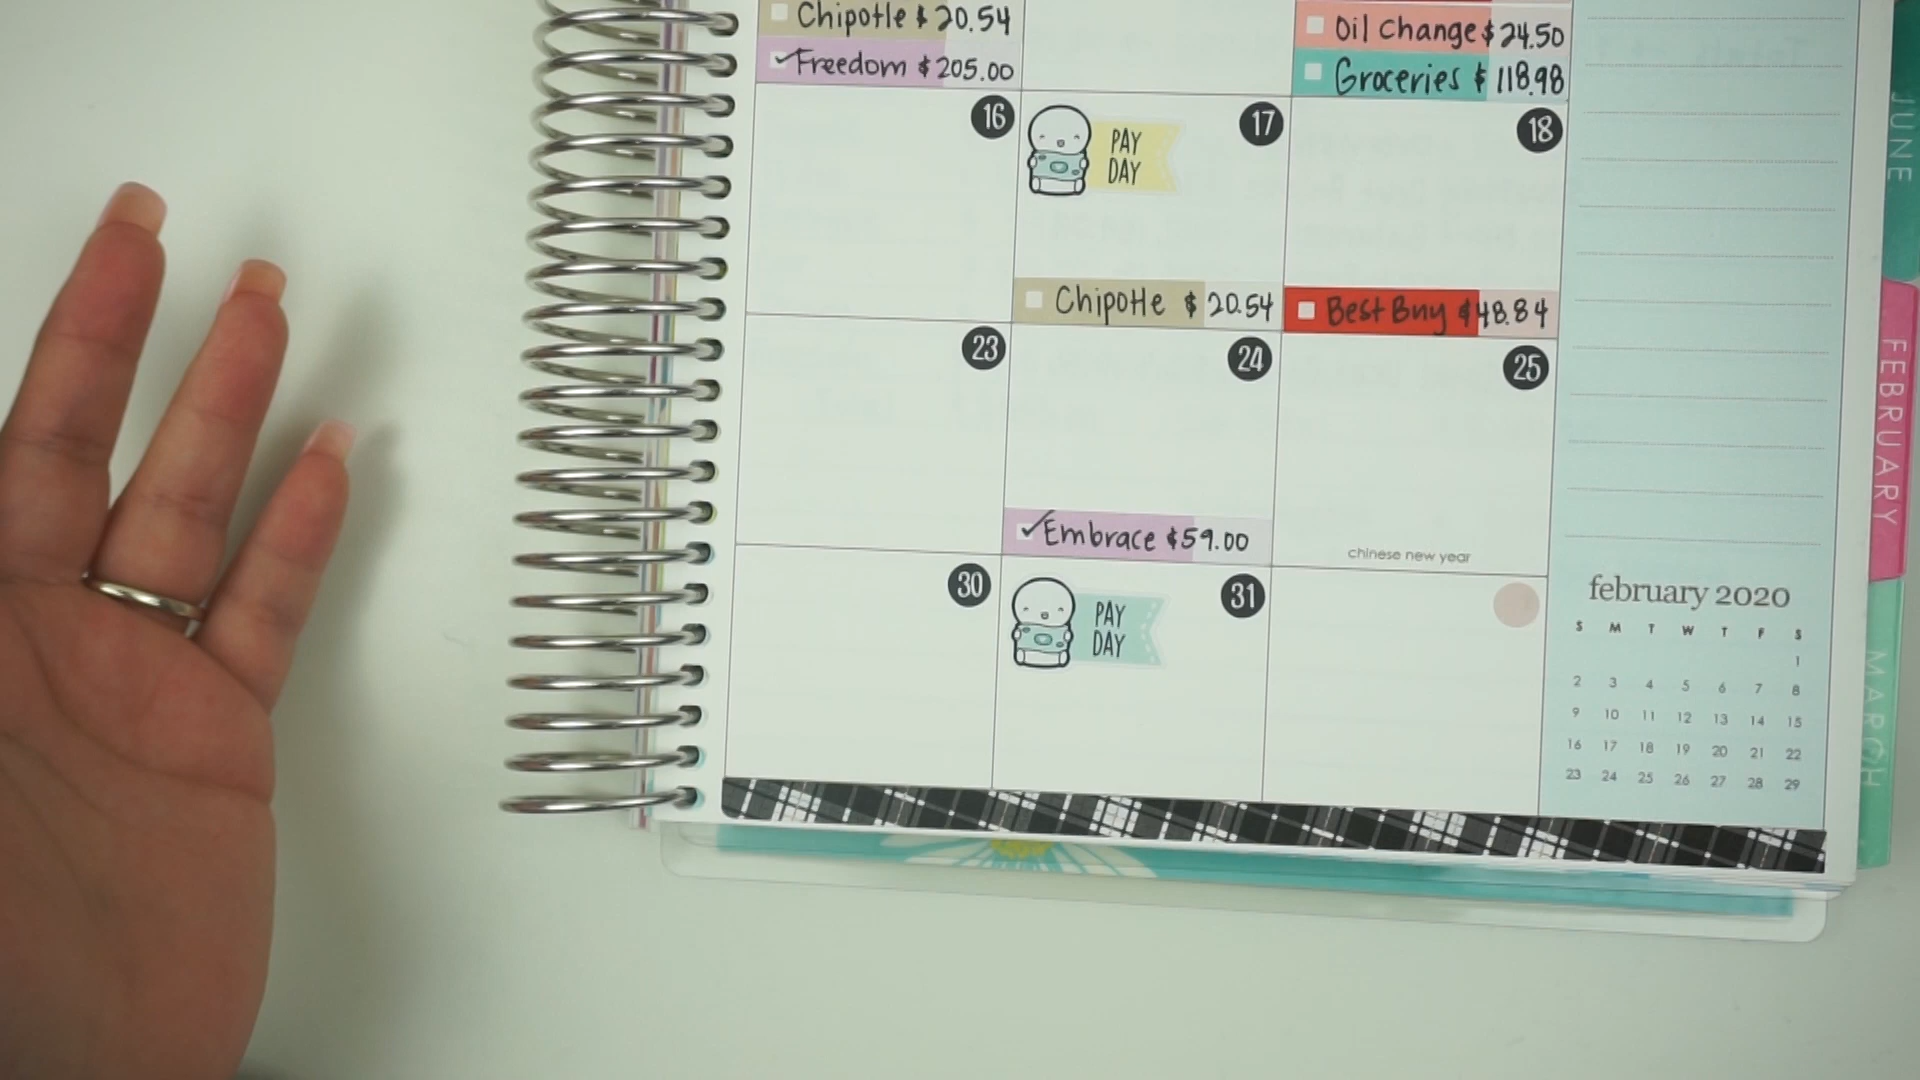 Chipotle $ 20.54
Freedom $ 205.00
Oil Change $ 24.50
Groceries $ 118.98
16
17
PAY
DAY
18
Chipotle $ 20.54
Best Buy $48.84
23
24
25
Embrace $59.00
chinese new year
30
31
PAY
DAY
february 2020
S M T W T F S
1
2 3 4 5 6 7 8
9 10 11 12 13 14 15
16 17 18 19 20 21 22
23 24 25 26 27 28 29
JUNE
FEBRUARY
MARCH